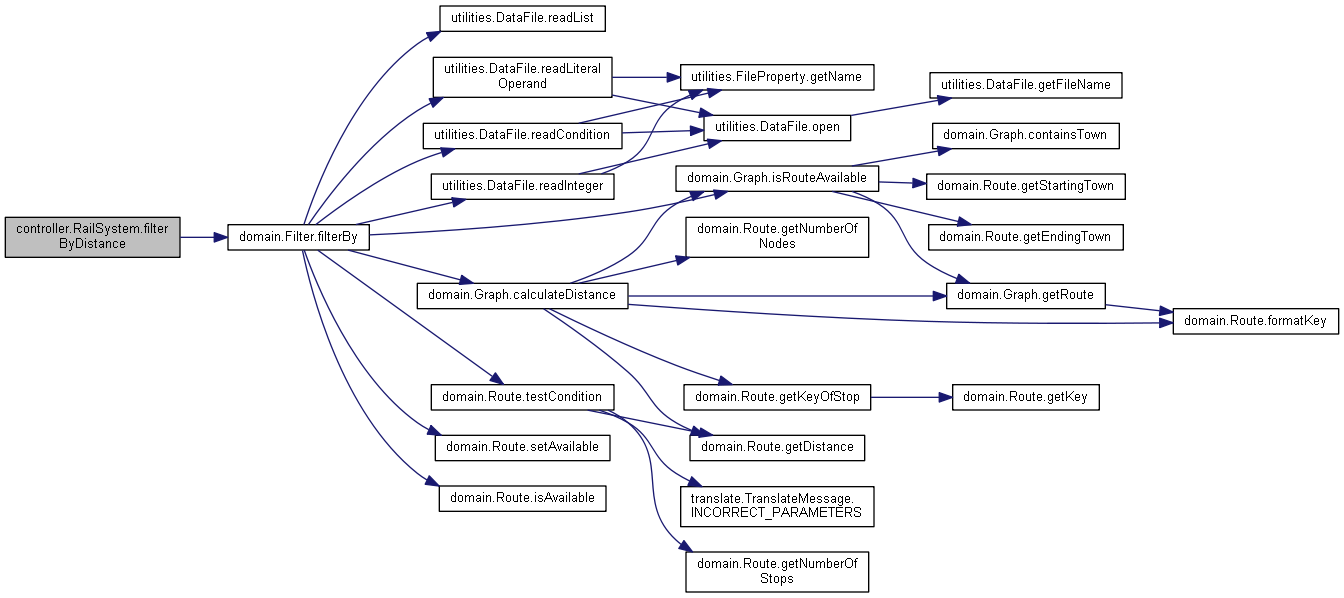 controller.RailSystem.filter
ByDistance
domain.Filter.filterBy
utilities.DataFile.readList
utilities.DataFile.readLiteral
Operand
utilities.DataFile.readCondition
utilities.DataFile.readInteger
domain.Graph.calculateDistance
domain.Route.testCondition
domain.Route.setAvailable
domain.Route.isAvailable
utilities.FileProperty.getName
utilities.DataFile.open
domain.Graph.isRouteAvailable
domain.Route.getNumberOf
Nodes
domain.Route.getKeyOfStop
domain.Route.getDistance
translate.TranslateMessage.
INCORRECT_PARAMETERS
domain.Route.getNumberOf
Stops
utilities.DataFile.getFileName
domain.Graph.containsTown
domain.Route.getStartingTown
domain.Route.getEndingTown
domain.Graph.getRoute
domain.Route.getKey
domain.Route.formatKey